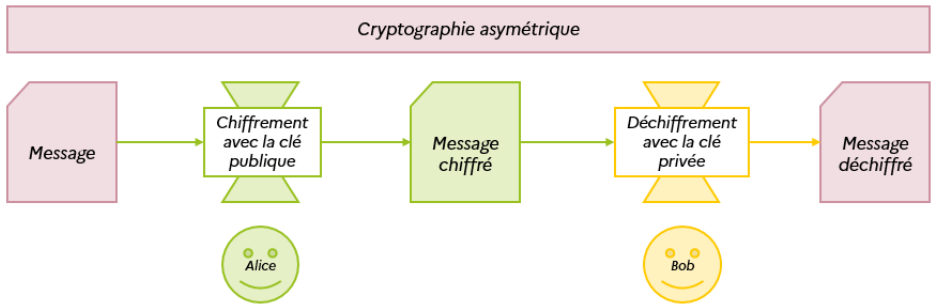 Cryptographie asymétrique
Message
Chiffrement
avec la clé
publique
Message
chiffré
Déchiffrement
avec la clé
privée
Message
déchiffré
Alice
Bob